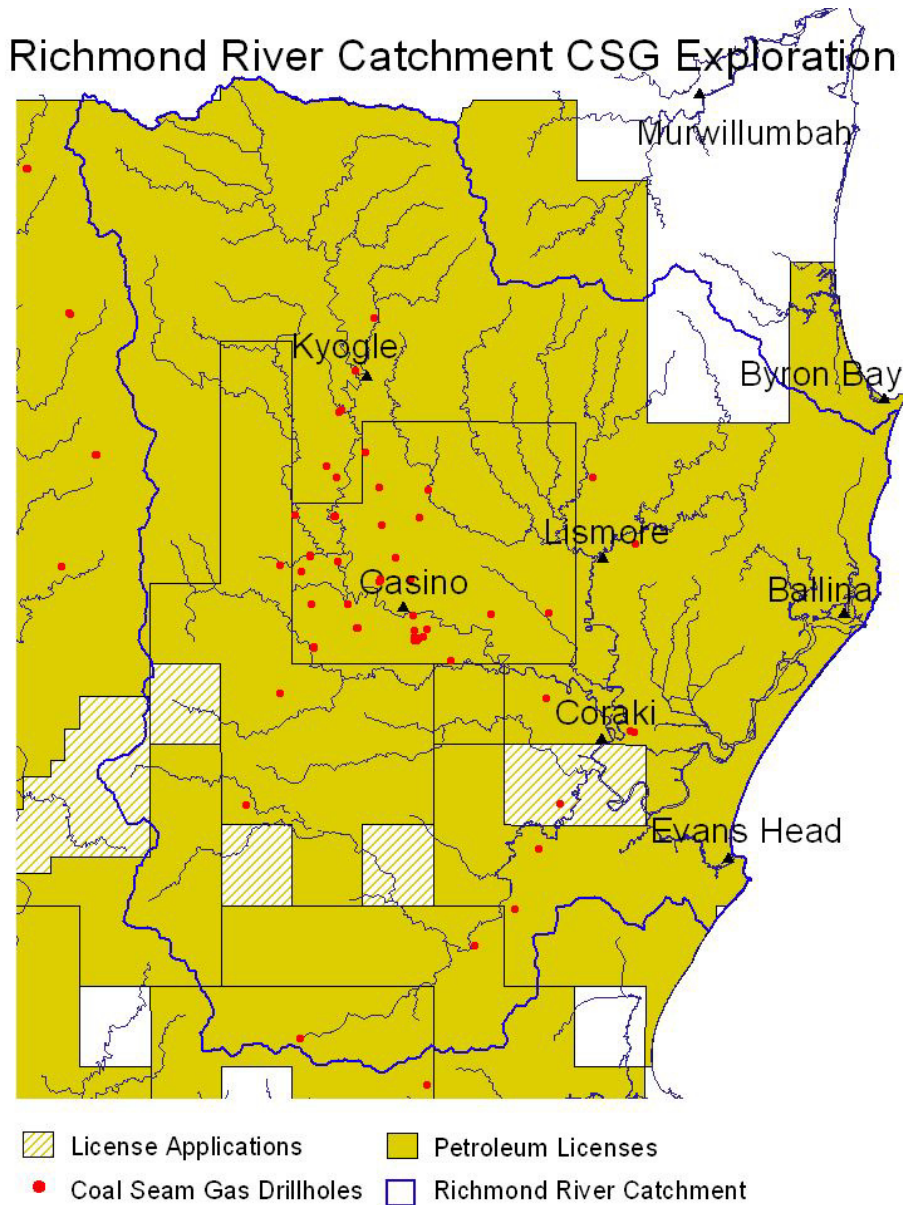 Richmond River Catchment CSG Exploration
Murwillumbah
Kyogle
Byron Bay
Lismore
Casino
Ballina
Coraki
Evans Head
License Applications
Petroleum Licenses
Coal Seam Gas Drillholes
Richmond River Catchment